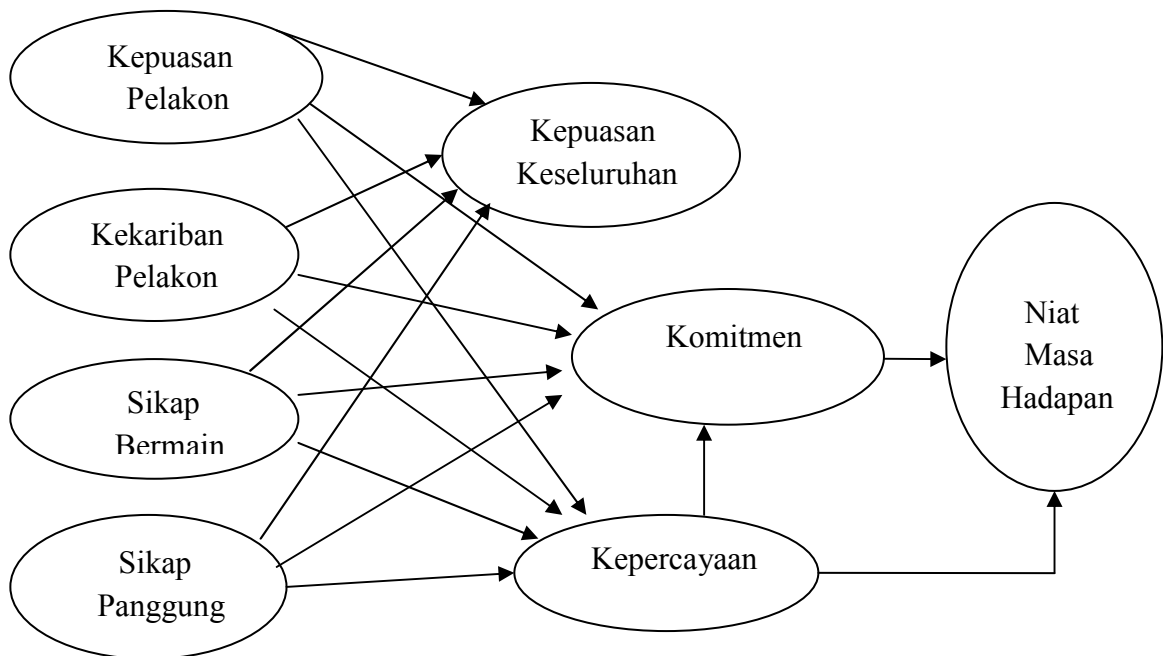 Kepuasan
Pelakon
Kepuasan
Keseluruhan
Kekariban
Pelakon
Niat
Masa
Hadapan
Komitmen
Sikap
Bermain
Sikap
Panggung
Kepercayaan